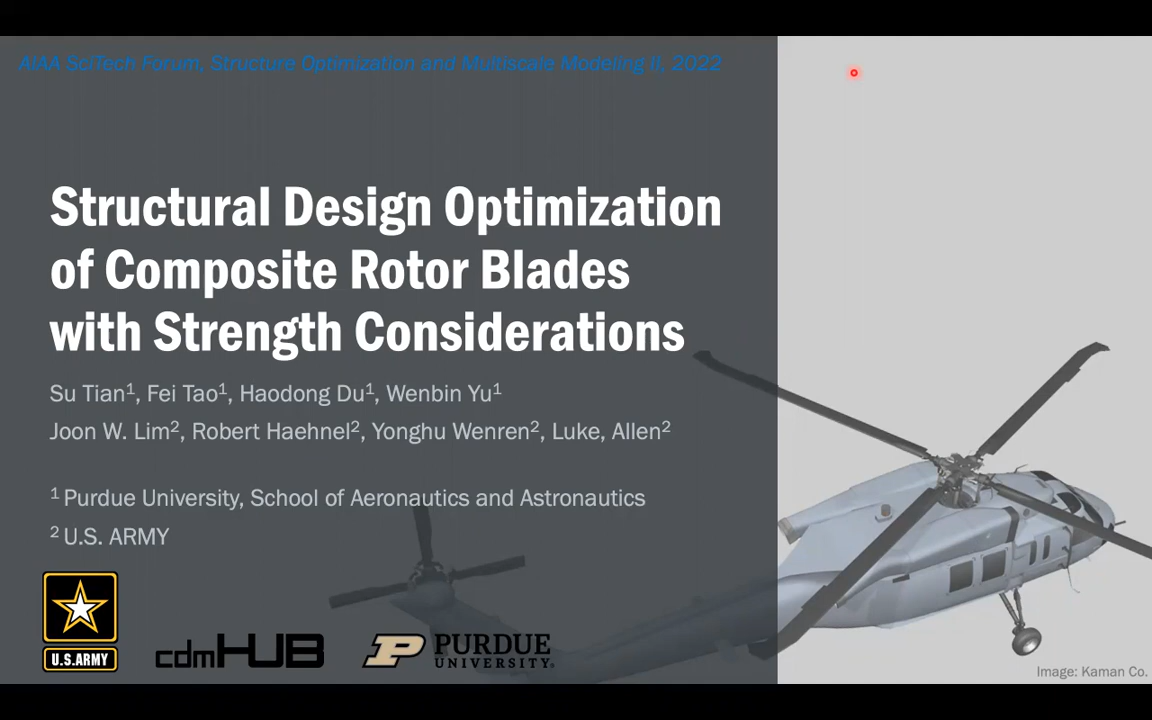 AIAA SciTech Forum, Structure Optimization and Multiscale Modeling II, 2022
Structural Design Optimization
of Composite Rotor Blades
with Strength Considerations
Su Tian¹, Fei Tao¹, Haodong Du¹, Wenbin Yu¹
Joon W. Lim², Robert Haehnel², Yonghu Wenren², Luke, Allen²
¹ Purdue University, School of Aeronautics and Astronautics
² U.S. ARMY
U.S.ARMY
cdmHUB
P PURDUE
UNIVERSITY®
Image: Kaman Co.